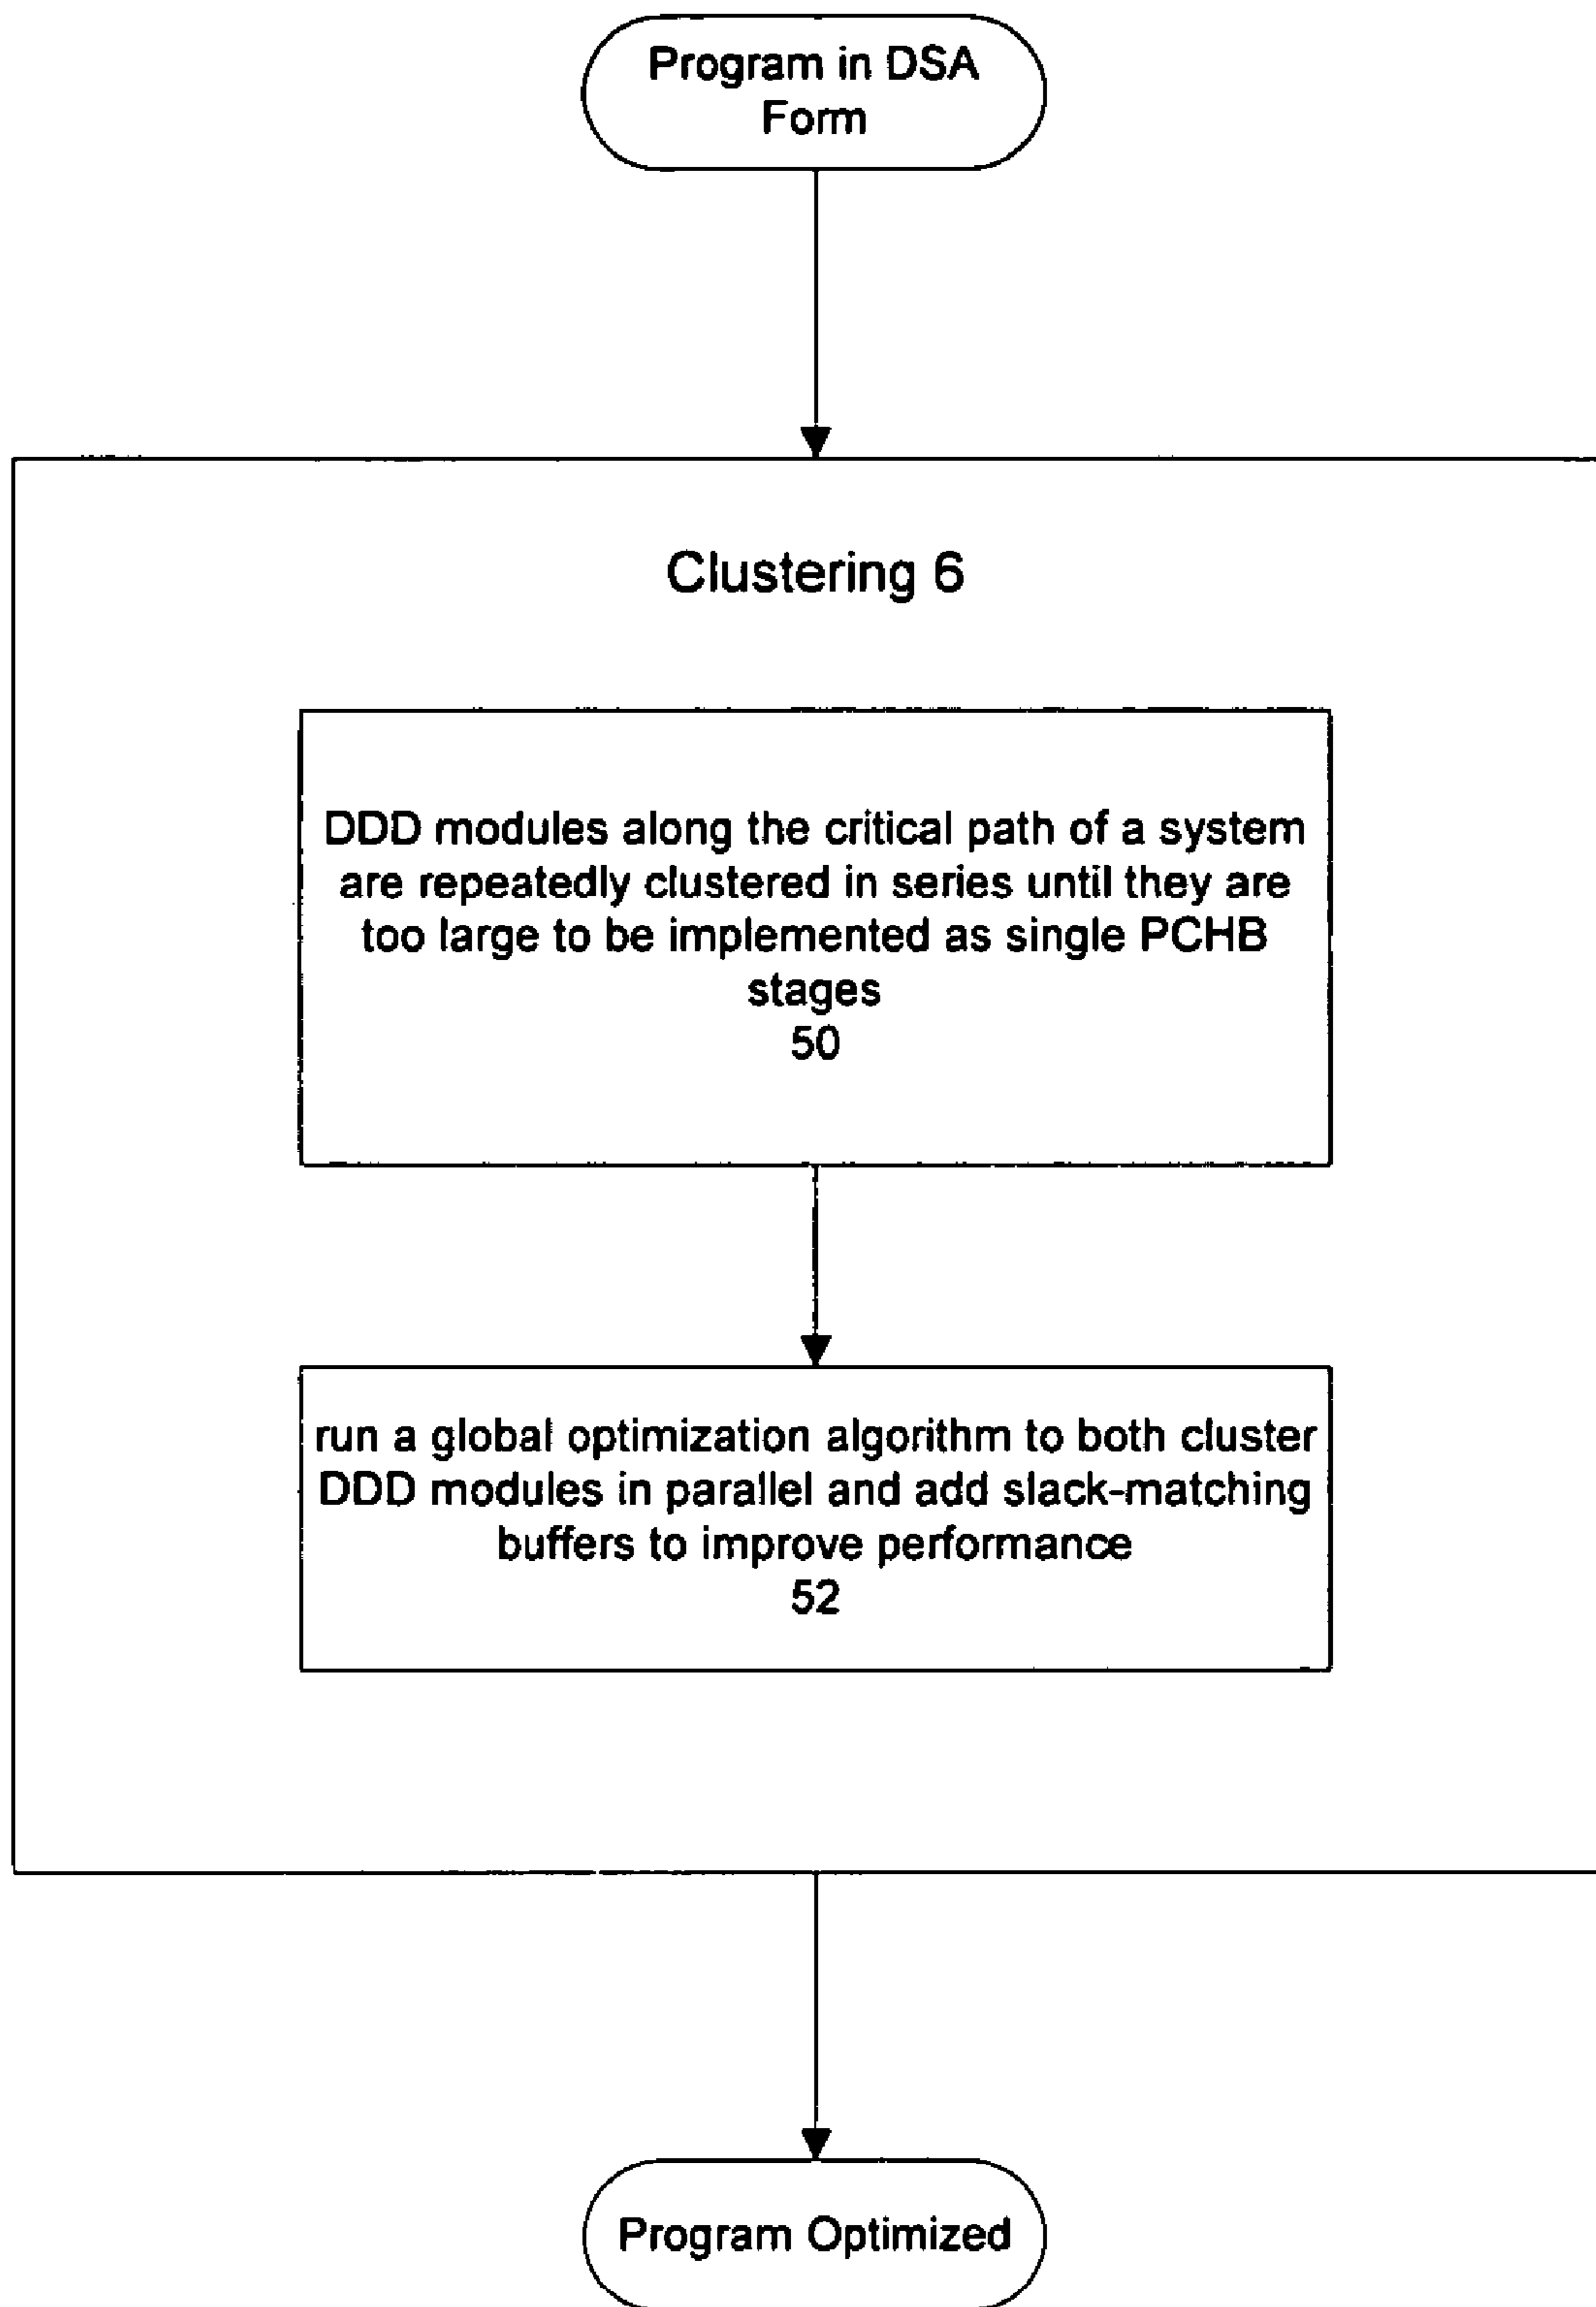 Program in DSA
Form
Clustering 6
DDD modules along the critical path of a system
are repeatedly clustered in series until they are
too large to be implemented as single PCHB
stages
50
run a global optimization algorithm to both cluster
DDD modules in parallel and add slack-matching
buffers to improve performance
52
Program Optimized